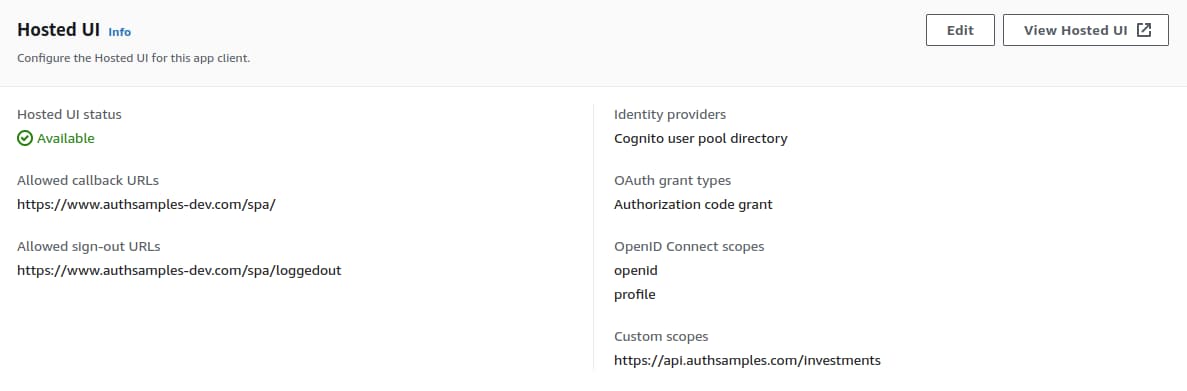 Hosted UI Info
Edit
View Hosted UI
Configure the Hosted UI for this app client.
Hosted UI status
Available
Allowed callback URLs
https://www.authsamples-dev.com/spa/
Allowed sign-out URLs
https://www.authsamples-dev.com/spa/loggedout
Identity providers
Cognito user pool directory
OAuth grant types
Authorization code grant
OpenID Connect scopes
openid
profile
Custom scopes
https://api.authsamples.com/investments